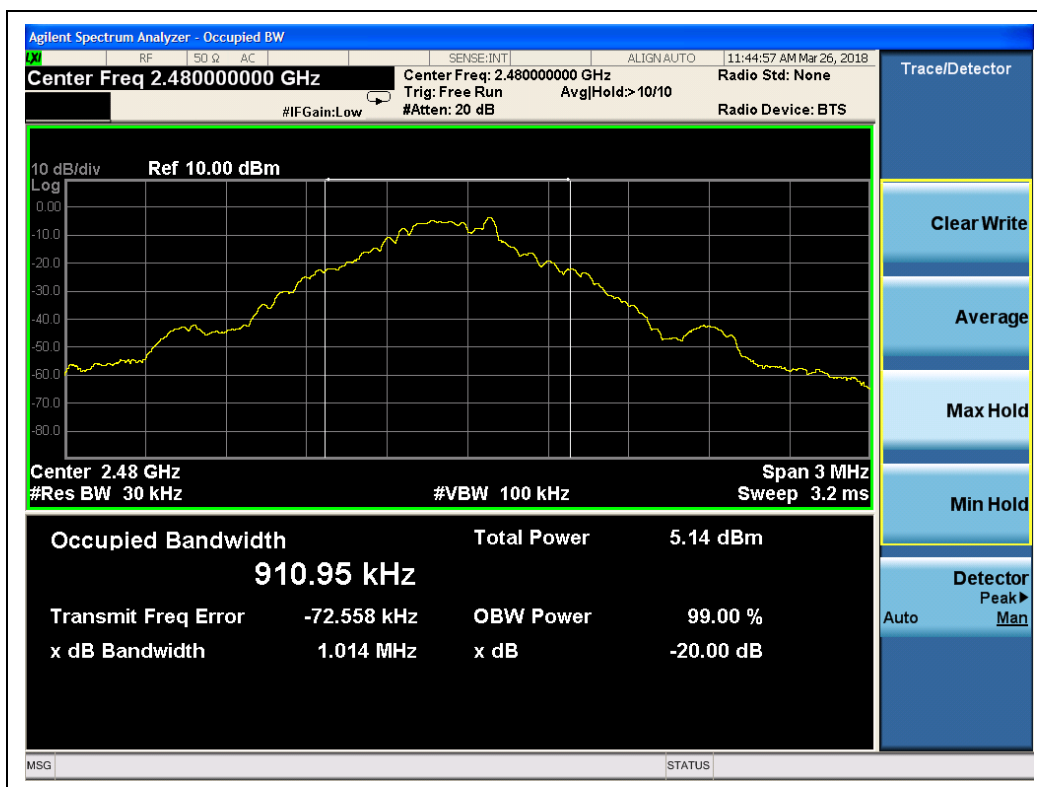 Agilent Spectrum Analyzer - Occupied BW
LXI RF 50 Ω AC SENSE:INT ALIGN AUTO 11:44:57 AM Mar 26, 2018
Center Freq 2.480000000 GHz
Center Freq: 2.480000000 GHz
Radio Std: None
Trig: Free Run Avg|Hold:> 10/10
#IFGain:Low #Atten: 20 dB Radio Device: BTS
10 dB/div Ref 10.00 dBm
Log
0.00
-10.0
-20.0
-30.0
-40.0
-50.0
-60.0
-70.0
-80.0
Center 2.48 GHz Span 3 MHz
#Res BW 30 kHz #VBW 100 kHz Sweep 3.2 ms
Occupied Bandwidth Total Power 5.14 dBm
910.95 kHz
Transmit Freq Error -72.558 kHz OBW Power 99.00 %
x dB Bandwidth 1.014 MHz x dB -20.00 dB
MSG STATUS
Trace/Detector
Clear Write
Average
Max Hold
Min Hold
Detector
Peak▶
Auto Man